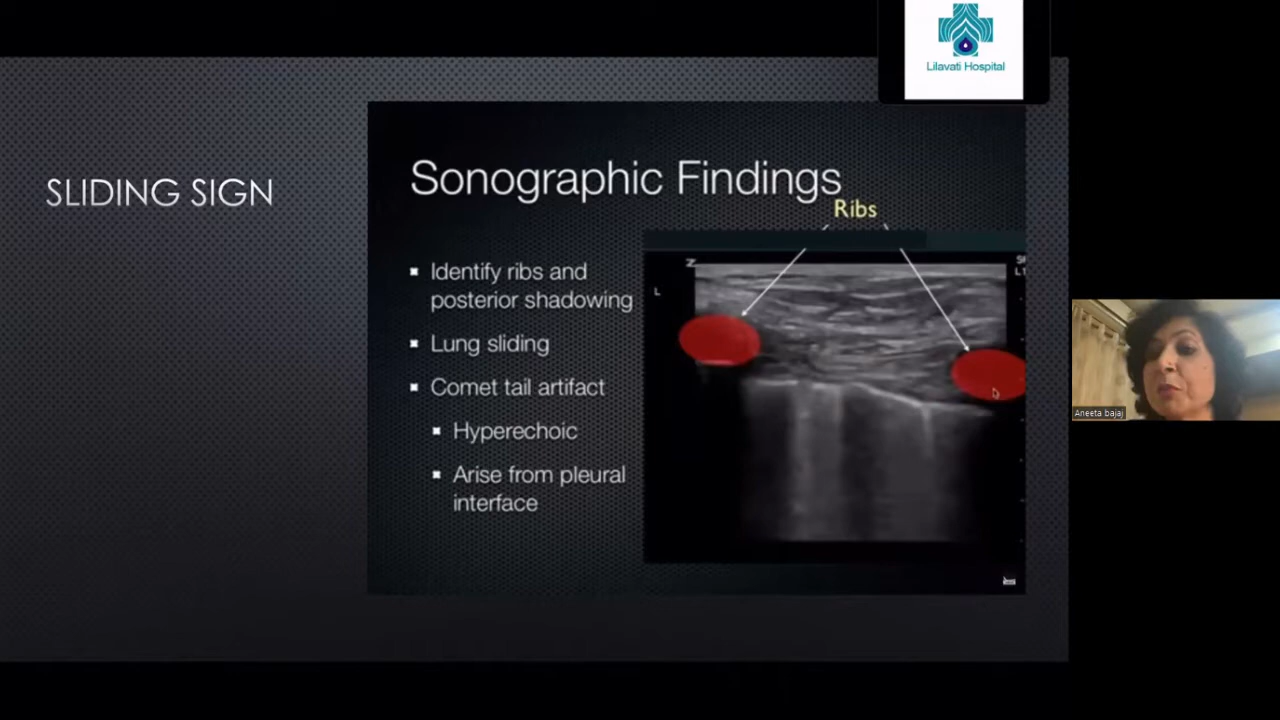 Lilavati Hospital
SLIDING SIGN
Sonographic Findings
Ribs
Identify ribs and
posterior shadowing
Lung sliding
Comet tail artifact
Hyperechoic
Arise from pleural
interface
L
Aneeta bajaj